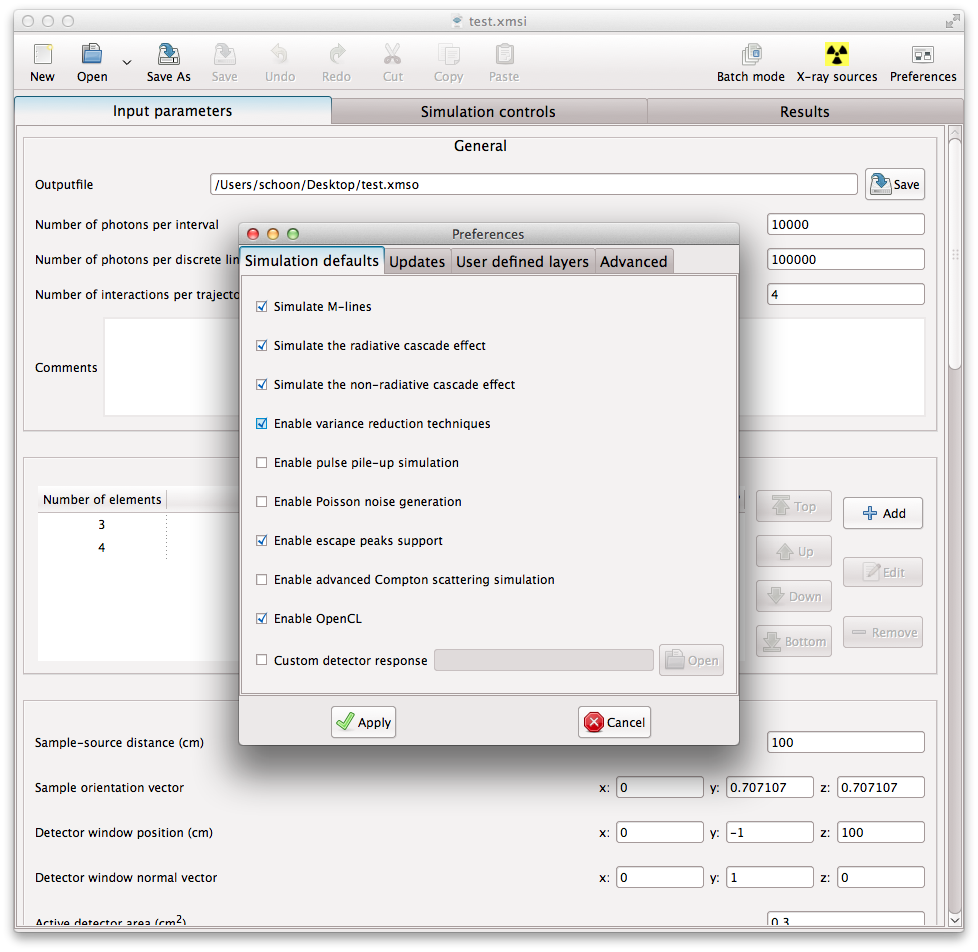 test.xmsi
New Open Save As Save Undo Redo Cut Copy Paste Batch mode X-ray sources Preferences
Input parameters Simulation controls Results
General
Outputfile /Users/schoon/Desktop/test.xmso Save
Number of photons per interval 10000
Number of photons per discrete lin 100000
Number of interactions per trajecto 4
Comments
Preferences
Simulation defaults Updates User defined layers Advanced
Simulate M-lines
Simulate the radiative cascade effect
Simulate the non-radiative cascade effect
Enable variance reduction techniques
Enable pulse pile-up simulation
Enable Poisson noise generation
Enable escape peaks support
Enable advanced Compton scattering simulation
Enable OpenCL
Custom detector response Open
Apply Cancel
Number of elements
3
4
Top Add
Up Edit
Down
Bottom Remove
Sample-source distance (cm) 100
Sample orientation vector x: 0 y: 0.707107 z: 0.707107
Detector window position (cm) x: 0 y: -1 z: 100
Detector window normal vector x: 0 y: 1 z: 0
Active detector area (cm²) 0.3